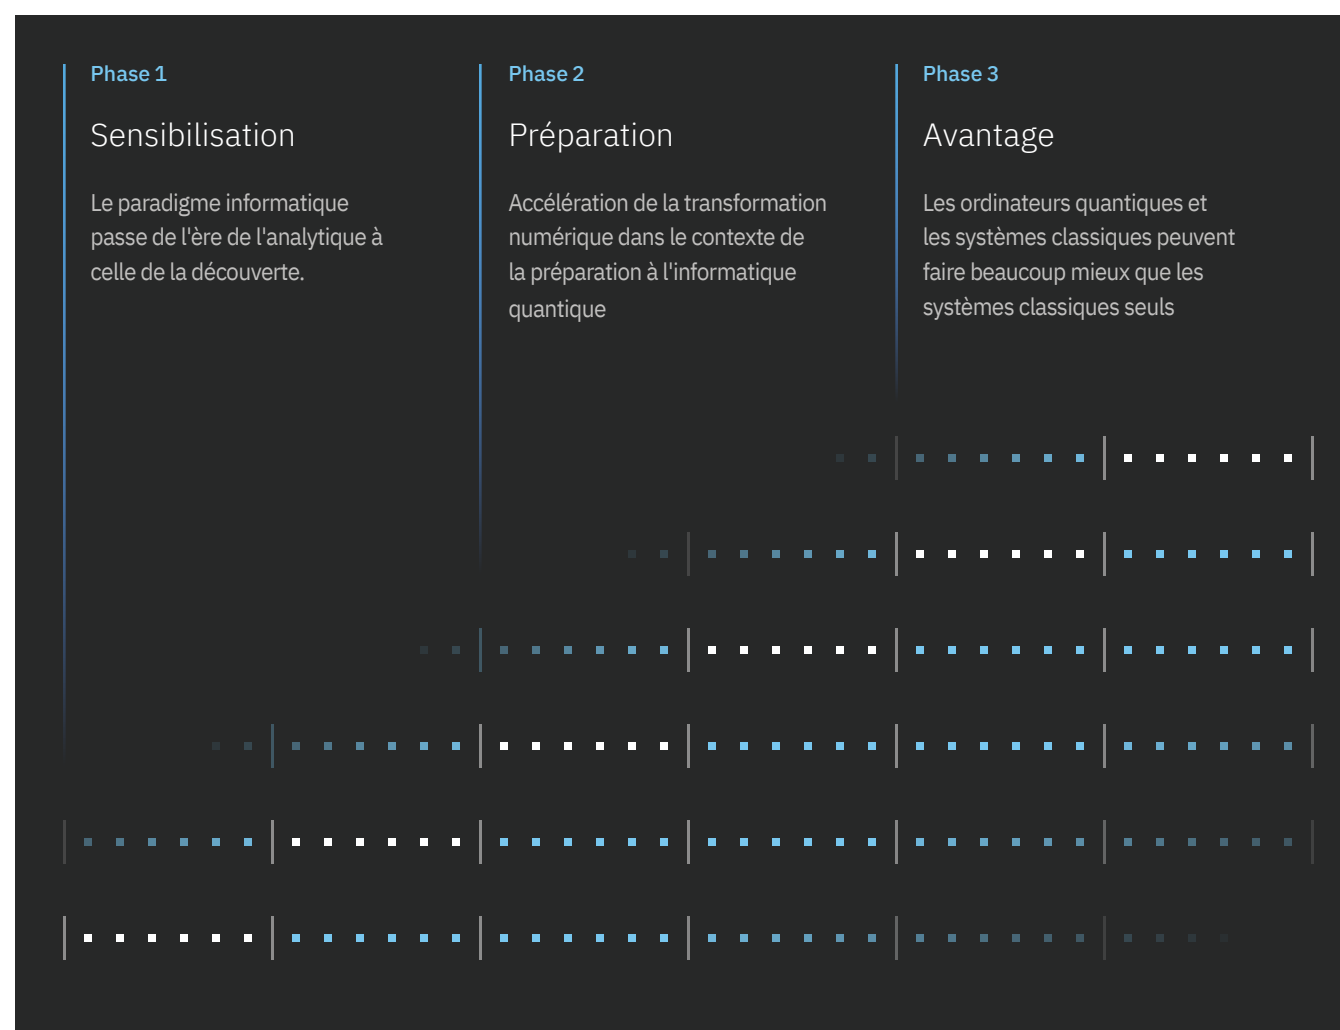 Phase 1
Sensibilisation
Le paradigme informatique
passe de l'ère de l'analytique à
celle de la découverte.
Phase 2
Préparation
Accélération de la transformation
numérique dans le contexte de
la préparation à l'informatique
quantique
Phase 3
Avantage
Les ordinateurs quantiques et
les systèmes classiques peuvent
faire beaucoup mieux que les
systèmes classiques seuls